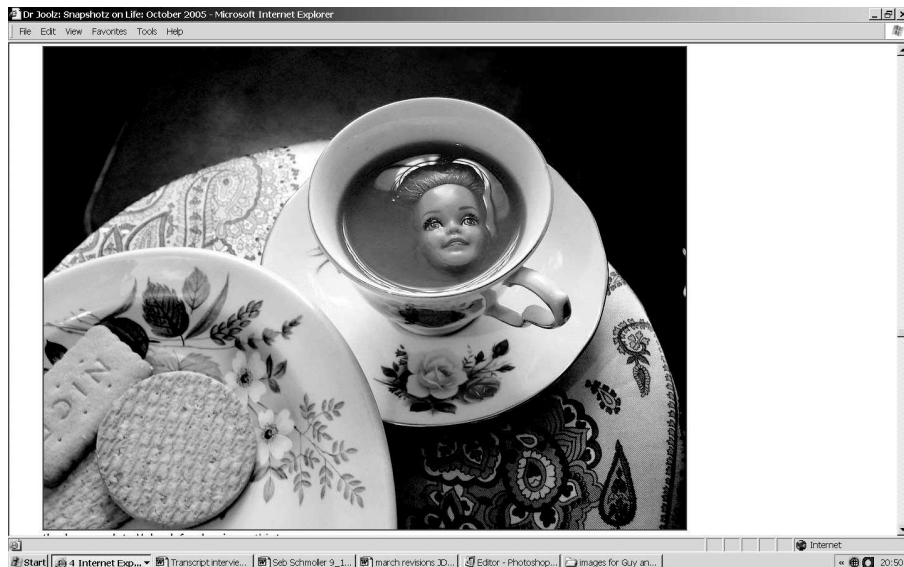 Dr Joolz: Snapshotz on Life: October 2005 - Microsoft Internet Explorer
File Edit View Favorites Tools Help
NICE
Internet
Start 4 Internet Exp... Transcript intervie... Seb Schmoller 9_1... march revisions JD... Editor - Photoshop... images for Guy an... 20:50